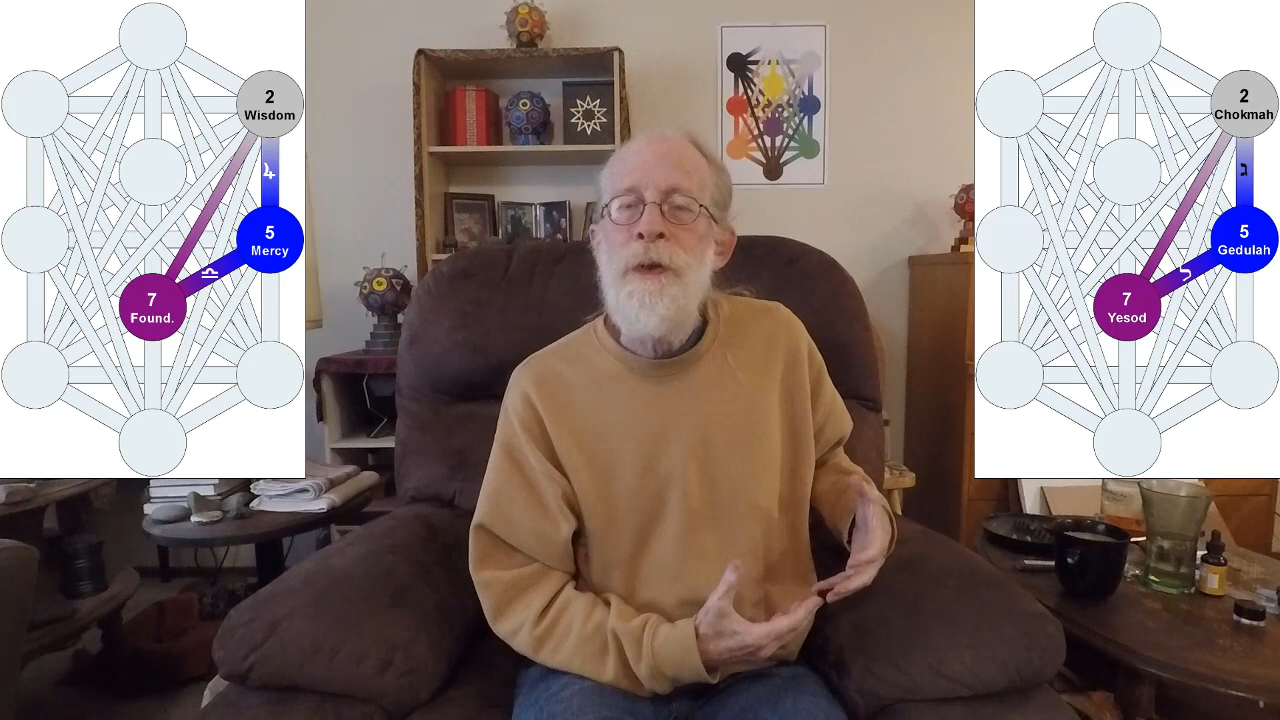 2
Wisdom
♃
5
Mercy
♎
7
Found.
2
Chokmah
ג
5
Gedulah
ל
7
Yesod